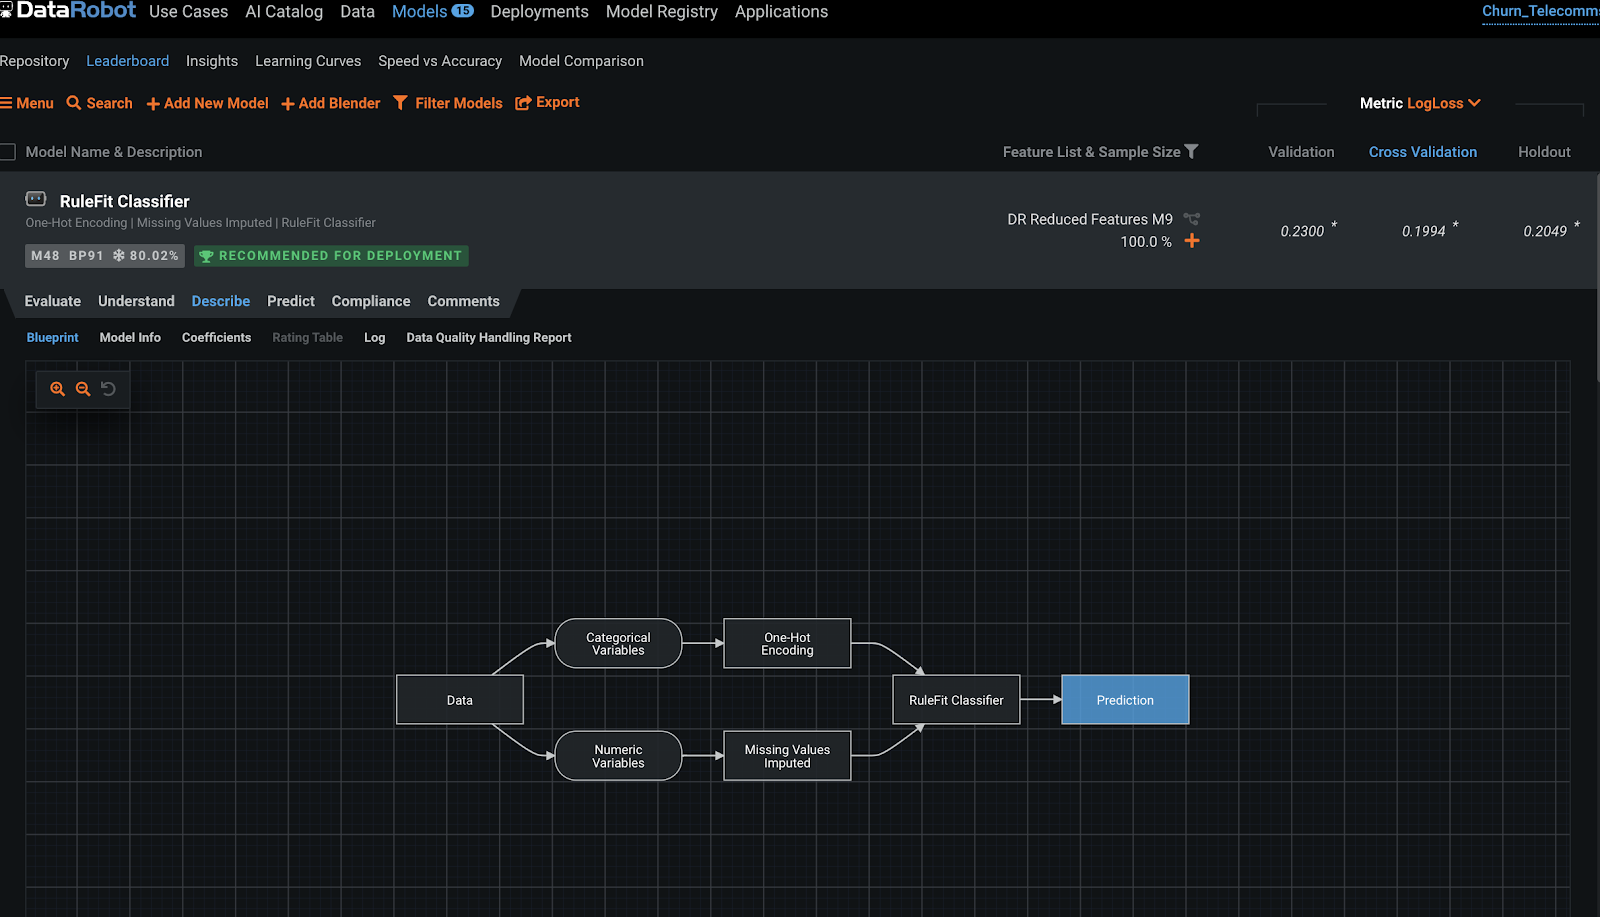 DataRobot Use Cases AI Catalog Data Models 15 Deployments Model Registry Applications Churn_Telecomms
Repository Leaderboard Insights Learning Curves Speed vs Accuracy Model Comparison
Menu Search + Add New Model + Add Blender Filter Models Export Metric LogLoss
Model Name & Description Feature List & Sample Size Validation Cross Validation Holdout
RuleFit Classifier
One-Hot Encoding | Missing Values Imputed | RuleFit Classifier
DR Reduced Features M9
100.0 % +
0.2300 * 0.1994 * 0.2049 *
M48 BP91 80.02% RECOMMENDED FOR DEPLOYMENT
Evaluate Understand Describe Predict Compliance Comments
Blueprint Model Info Coefficients Rating Table Log Data Quality Handling Report
Data
Categorical
Variables
One-Hot
Encoding
Numeric
Variables
Missing Values
Imputed
RuleFit Classifier
Prediction